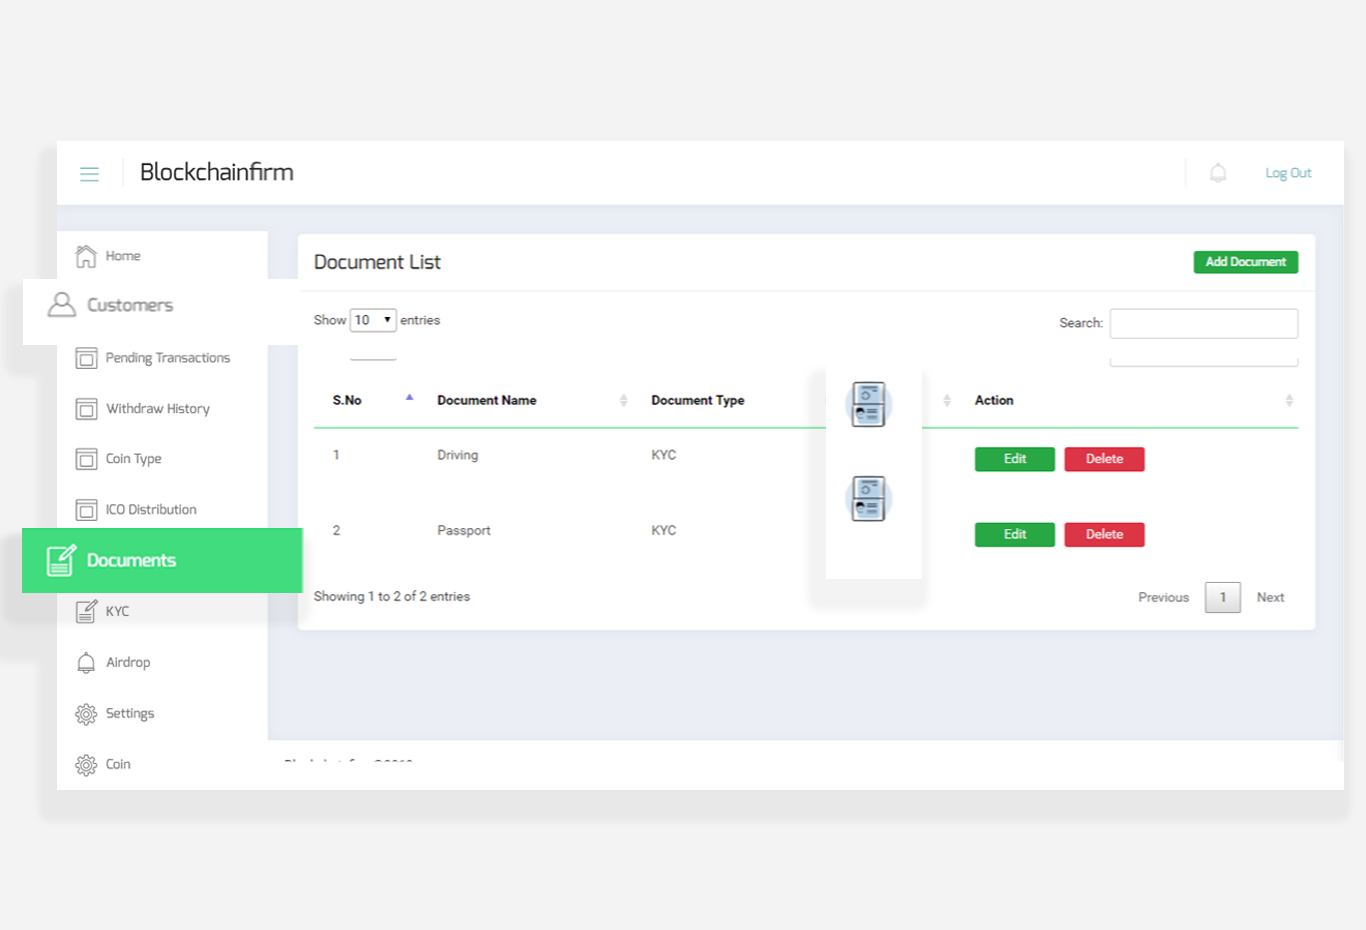 Blockchainfirm
Log Out
Home
Customers
Pending Transactions
Withdraw History
Coin Type
ICO Distribution
Documents
KYC
Airdrop
Settings
Coin
Document List
Add Document
Show 10 entries
Search:
S.No Document Name Document Type Action
1 Driving KYC Edit Delete
2 Passport KYC Edit Delete
Showing 1 to 2 of 2 entries
Previous 1 Next